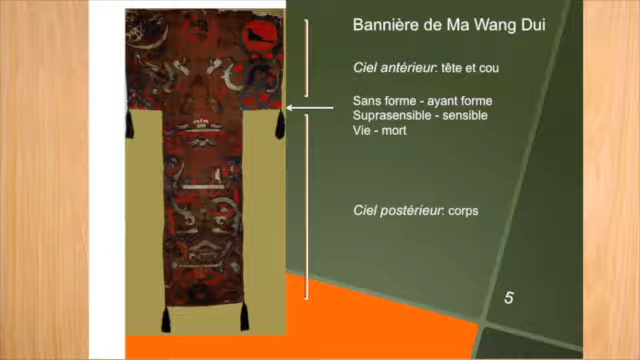 Bannière de Ma Wang Dui
Ciel antérieur: tête et cou
Sans forme - ayant forme
Suprasensible - sensible
Vie - mort
Ciel postérieur: corps
5